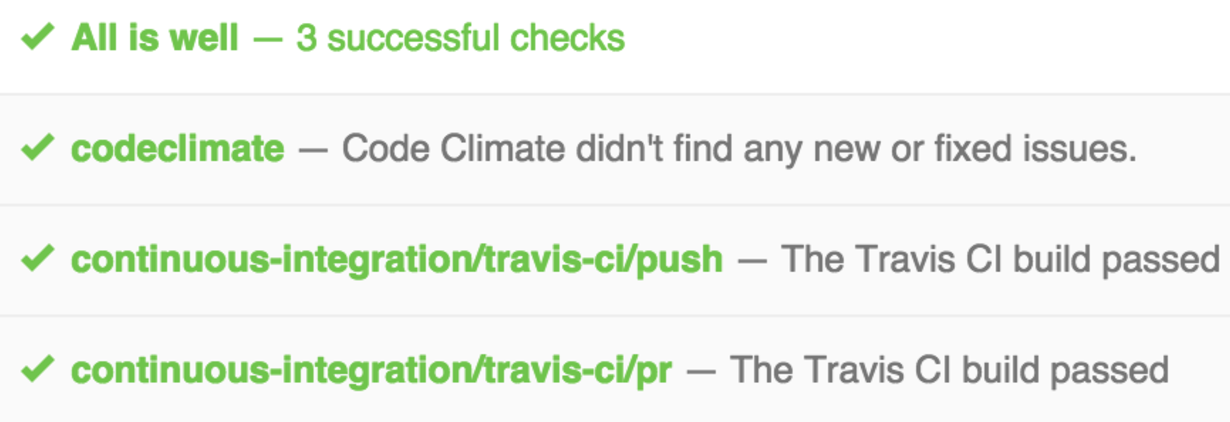 All is well — 3 successful checks
codeclimate — Code Climate didn't find any new or fixed issues.
continuous-integration/travis-ci/push — The Travis CI build passed
continuous-integration/travis-ci/pr — The Travis CI build passed